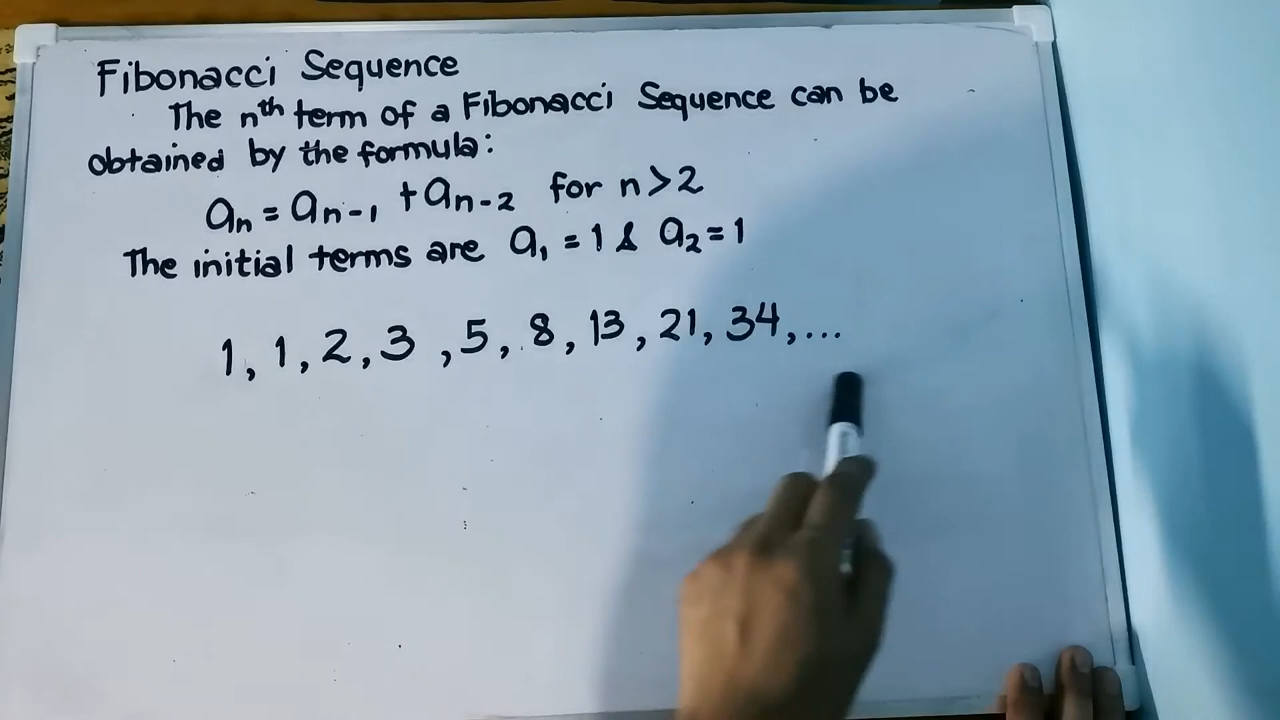 Fibonacci Sequence
The nth term of a Fibonacci Sequence can be
obtained by the formula:
aₙ = aₙ₋₁ + aₙ₋₂ for n > 2
The initial terms are a₁ = 1 & a₂ = 1
1, 1, 2, 3, 5, 8, 13, 21, 34, ...